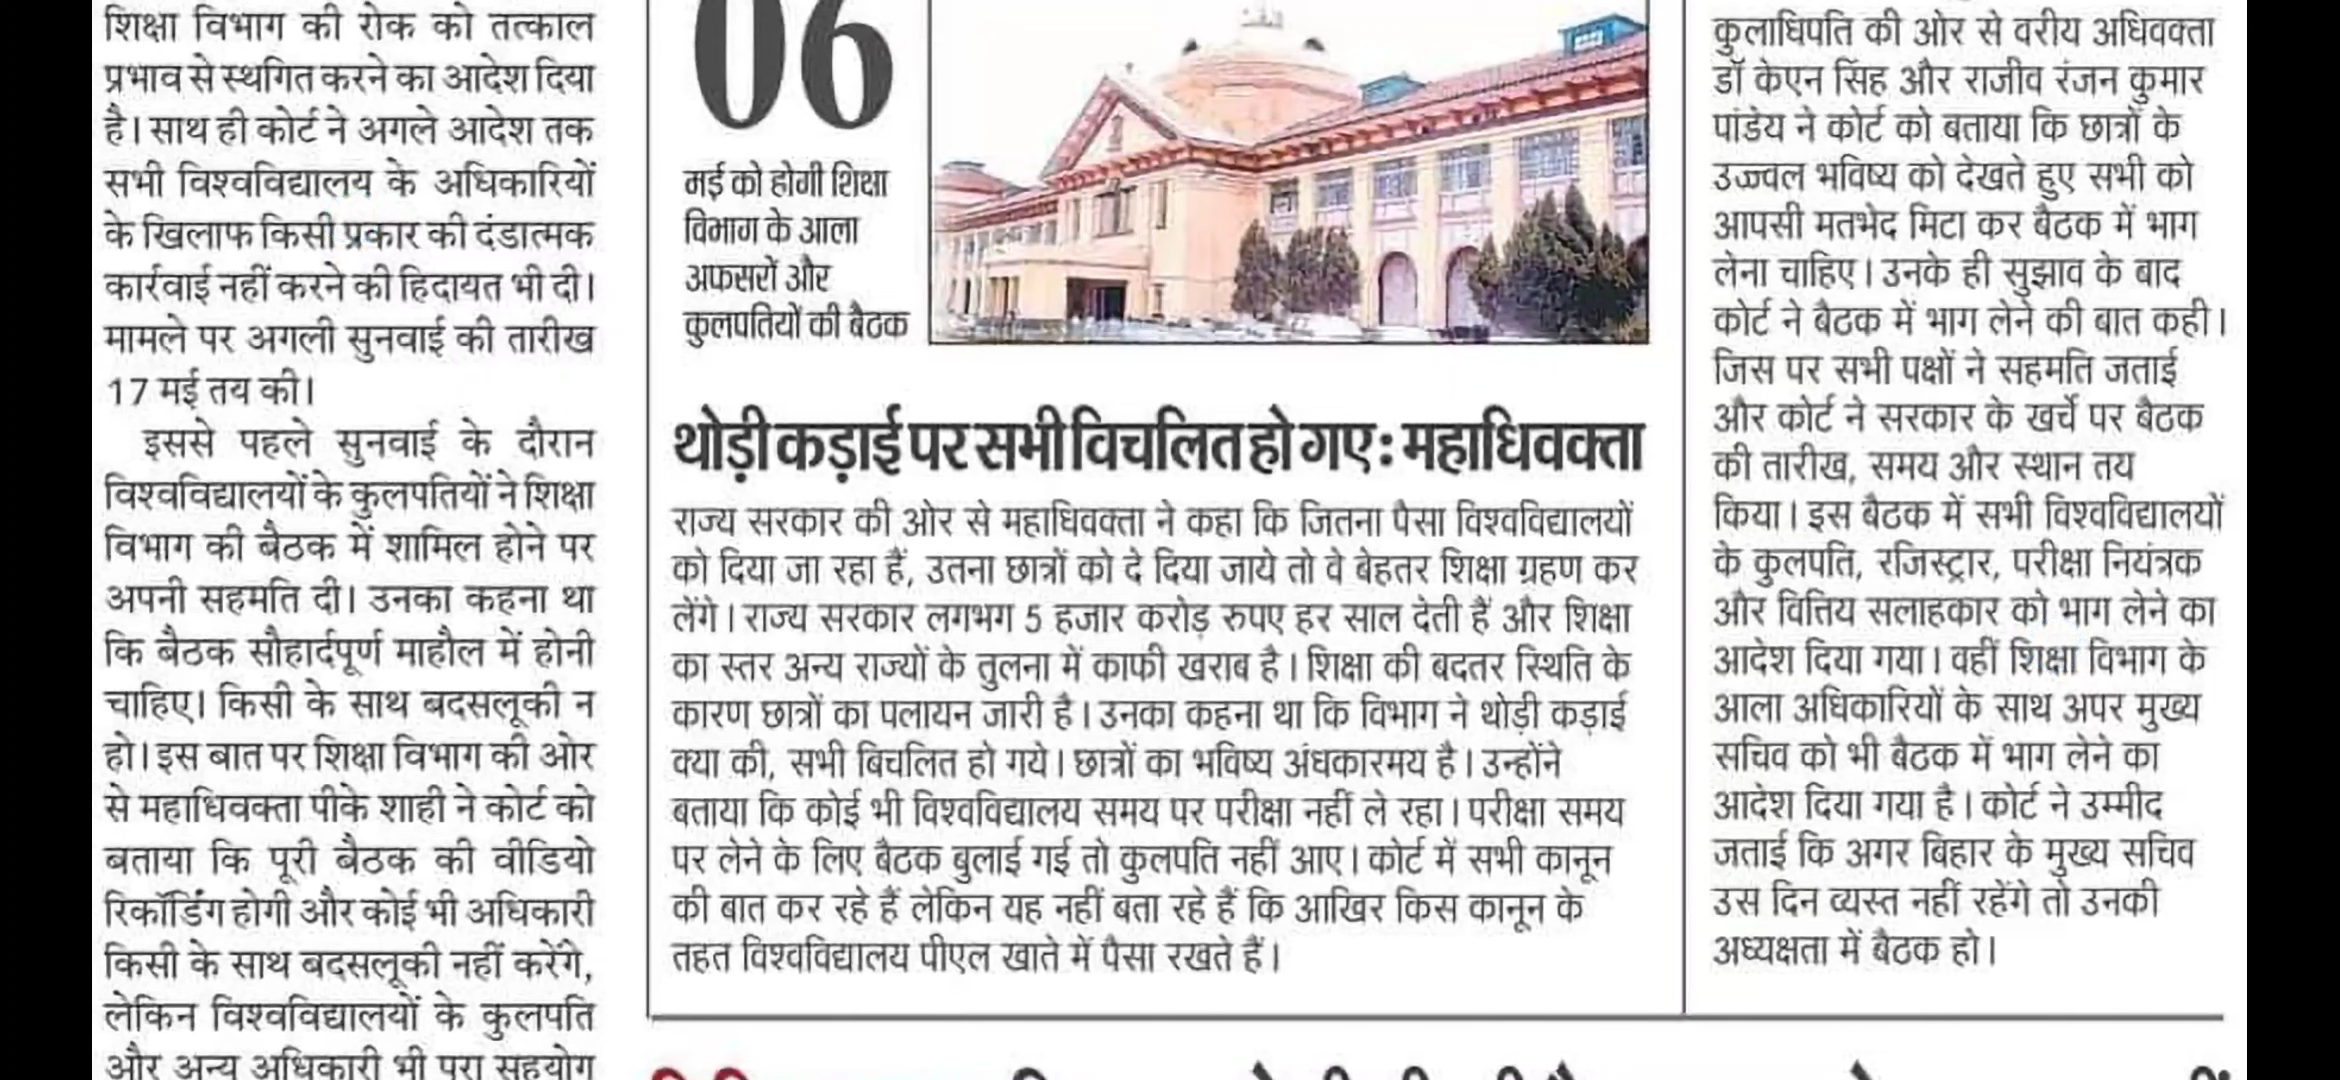 शिक्षा विभाग की रोक को तत्काल
प्रभाव से स्थगित करने का आदेश दिया
है। साथ ही कोर्ट ने अगले आदेश तक
सभी विश्वविद्यालय के अधिकारियों
के खिलाफ किसी प्रकार की दंडात्मक
कार्रवाई नहीं करने की हिदायत भी दी।
मामले पर अगली सुनवाई की तारीख
17 मई तय की।
इससे पहले सुनवाई के दौरान
विश्वविद्यालयों के कुलपतियों ने शिक्षा
विभाग की बैठक में शामिल होने पर
अपनी सहमति दी। उनका कहना था
कि बैठक सौहार्दपूर्ण माहौल में होनी
चाहिए। किसी के साथ बदसलूकी न
हो। इस बात पर शिक्षा विभाग की ओर
से महाधिवक्ता पीके शाही ने कोर्ट को
बताया कि पूरी बैठक की वीडियो
रिकॉर्डिंग होगी और कोई भी अधिकारी
किसी के साथ बदसलूकी नहीं करेंगे,
लेकिन विश्वविद्यालयों के कुलपति
और अन्य अधिकारी भी पूरा सहयोग
06
मई को होगी शिक्षा
विभाग के आला
अफसरों और
कुलपतियों की बैठक
थोड़ी कड़ाई पर सभी विचलित हो गए: महाधिवक्ता
राज्य सरकार की ओर से महाधिवक्ता ने कहा कि जितना पैसा विश्वविद्यालयों
को दिया जा रहा हैं, उतना छात्रों को दे दिया जाये तो वे बेहतर शिक्षा ग्रहण कर
लेंगे। राज्य सरकार लगभग 5 हजार करोड़ रुपए हर साल देती हैं और शिक्षा
का स्तर अन्य राज्यों के तुलना में काफी खराब है। शिक्षा की बदतर स्थिति के
कारण छात्रों का पलायन जारी है। उनका कहना था कि विभाग ने थोड़ी कड़ाई
क्या की, सभी बिचलित हो गये। छात्रों का भविष्य अंधकारमय है। उन्होंने
बताया कि कोई भी विश्वविद्यालय समय पर परीक्षा नहीं ले रहा। परीक्षा समय
पर लेने के लिए बैठक बुलाई गई तो कुलपति नहीं आए। कोर्ट में सभी कानून
की बात कर रहे हैं लेकिन यह नहीं बता रहे हैं कि आखिर किस कानून के
तहत विश्वविद्यालय पीएल खाते में पैसा रखते हैं।
कुलाधिपति की ओर से वरीय अधिवक्ता
डॉ केएन सिंह और राजीव रंजन कुमार
पांडेय ने कोर्ट को बताया कि छात्रों के
उज्ज्वल भविष्य को देखते हुए सभी को
आपसी मतभेद मिटा कर बैठक में भाग
लेना चाहिए। उनके ही सुझाव के बाद
कोर्ट ने बैठक में भाग लेने की बात कही।
जिस पर सभी पक्षों ने सहमति जताई
और कोर्ट ने सरकार के खर्चे पर बैठक
की तारीख, समय और स्थान तय
किया। इस बैठक में सभी विश्वविद्यालयों
के कुलपति, रजिस्ट्रार, परीक्षा नियंत्रक
और वित्तिय सलाहकार को भाग लेने का
आदेश दिया गया। वहीं शिक्षा विभाग के
आला अधिकारियों के साथ अपर मुख्य
सचिव को भी बैठक में भाग लेने का
आदेश दिया गया है। कोर्ट ने उम्मीद
जताई कि अगर बिहार के मुख्य सचिव
उस दिन व्यस्त नहीं रहेंगे तो उनकी
अध्यक्षता में बैठक हो।